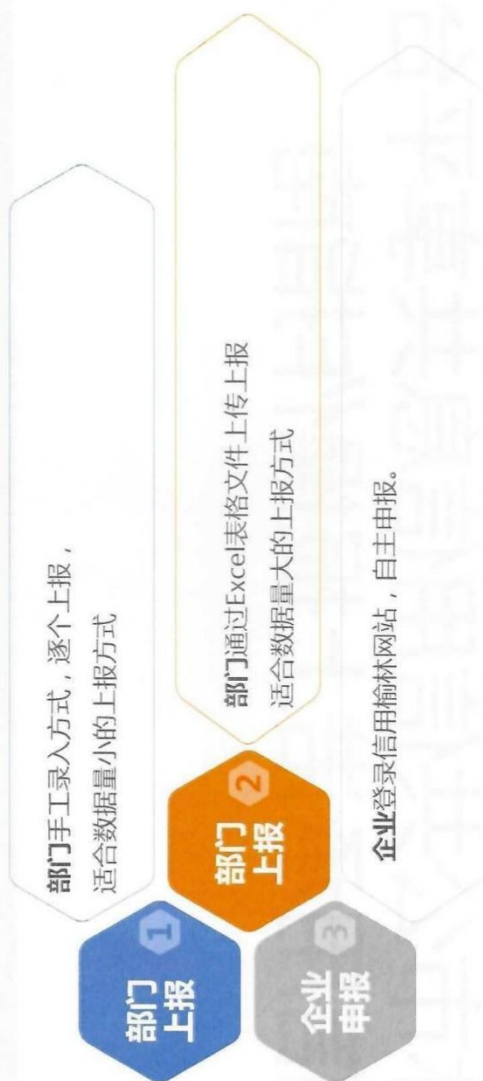 部门
上报
1
部门手工录入方式，逐个上报，
适合数据量小的上报方式
部门
上报
2
部门通过Excel表格文件上传上报
适合数据量大的上报方式
企业
申报
3
企业登录信用榆林网站，自主申报。